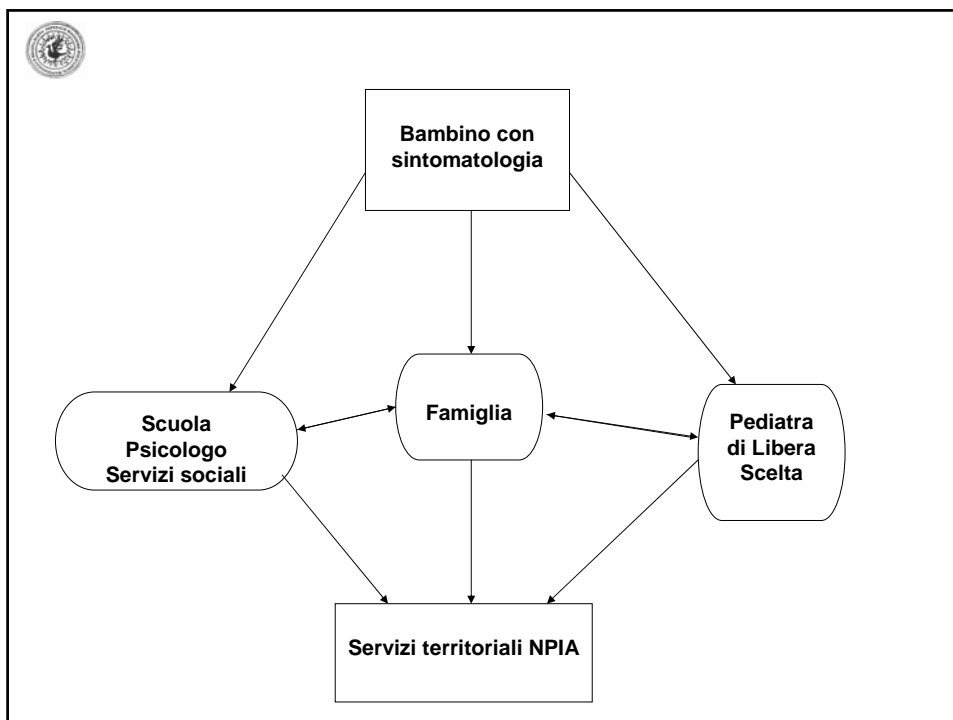 Bambino con
sintomatologia
Scuola
Psicologo
Servizi sociali
Famiglia
Pediatra
di Libera
Scelta
Servizi territoriali NPIA